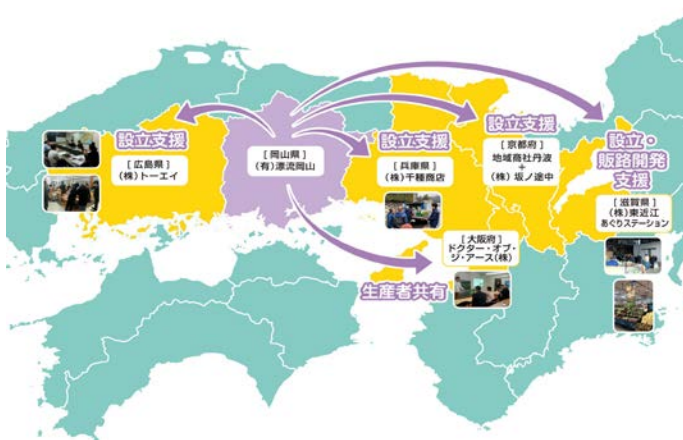 設立支援
[広島県]
(株)トーエイ
[岡山県]
(有)漂流岡山
設立支援
[兵庫県]
(株)千種商店
設立支援
[京都府]
地域商社丹波
+
(株)坂ノ途中
設立・
販路開発
支援
[滋賀県]
(株)東近江
あぐりステーション
[大阪府]
ドクター・オブ・
ジ・アース(株)
生産者共有